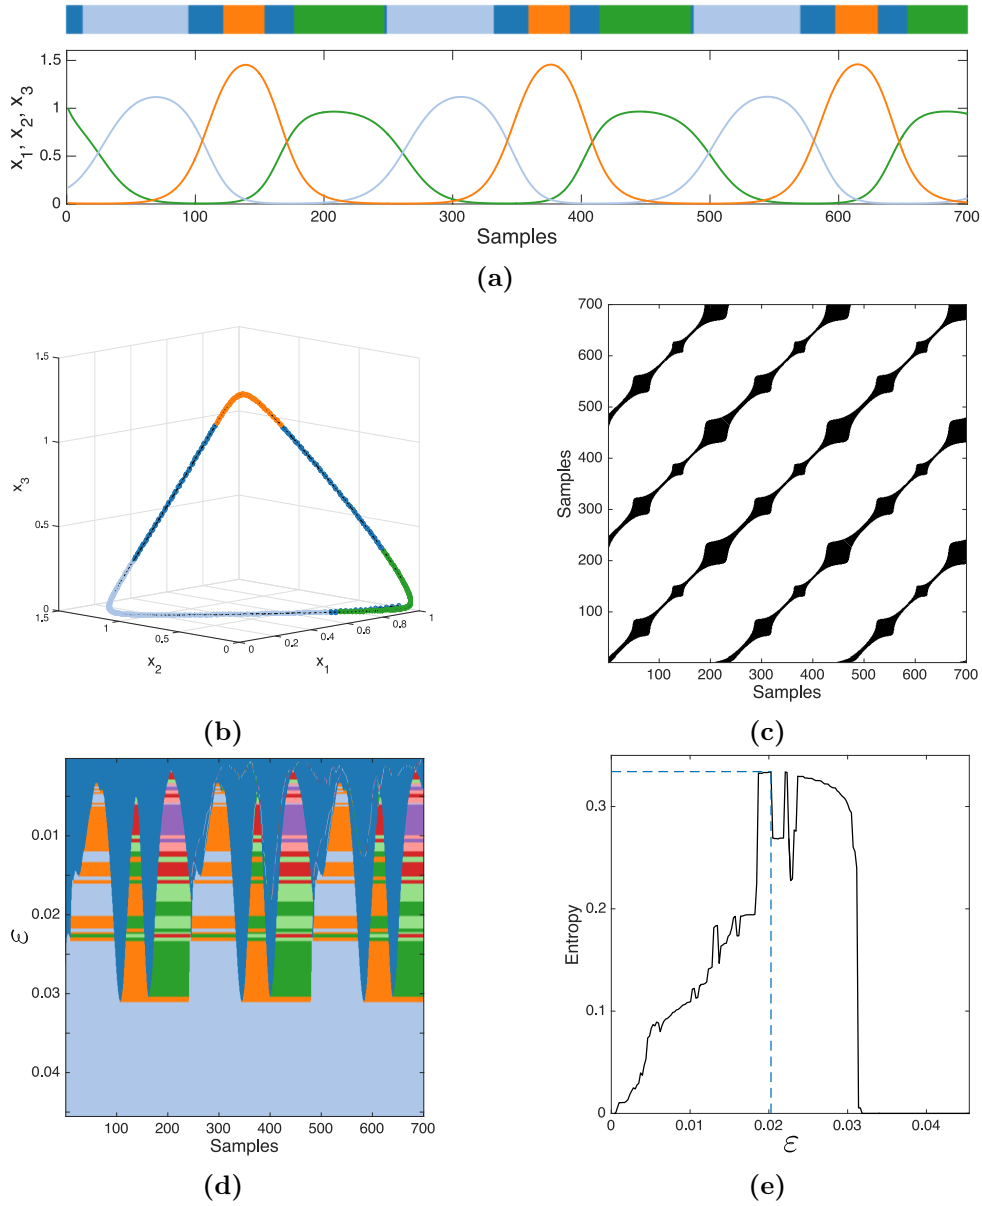 1.5
1
0.5
0
x1, x2, x3
0 100 200 300 400 500 600 700
Samples
(a)
1.5
1
0.5
0
x3
1.5 1 0.5 0
x2
0 0.2 0.4 0.6 0.8 1
x1
(b)
700
600
500
400
300
200
100
Samples
100 200 300 400 500 600 700
Samples
(c)
0.01
0.02
0.03
0.04
ε
100 200 300 400 500 600 700
Samples
(d)
0.3
0.2
0.1
0
Entropy
0 0.01 0.02 0.03 0.04
ε
(e)